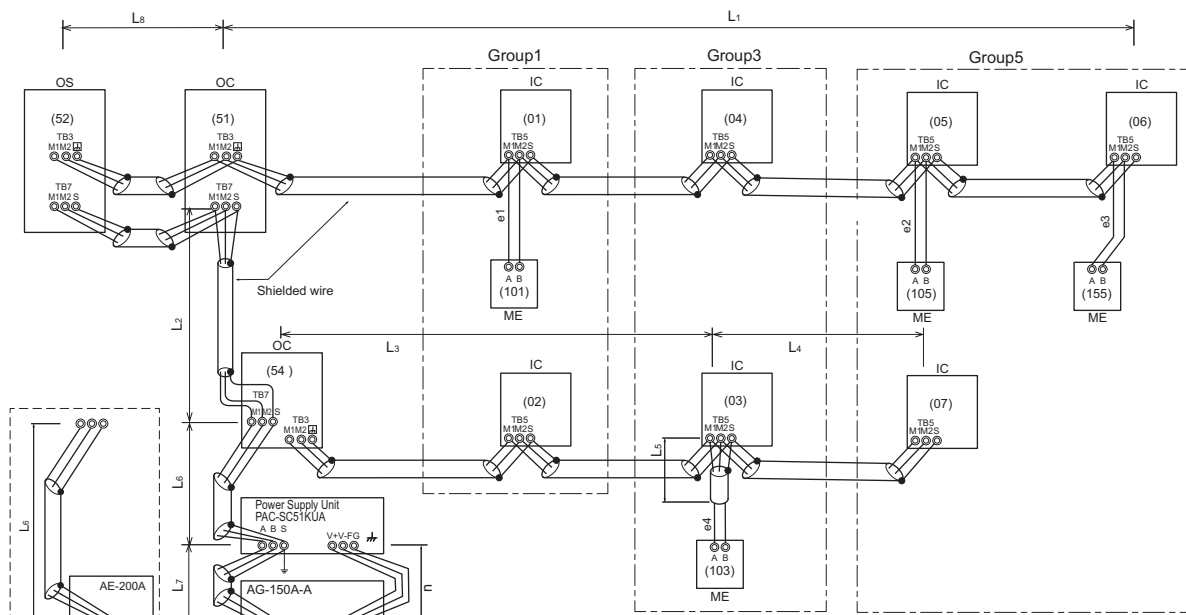 L8
L1
Group1
Group3
Group5
OS
OC
IC
IC
IC
IC
(52)
(51)
(01)
(04)
(05)
(06)
TB3
TB3
TB5
TB5
TB5
TB5
M1M2
M1M2
M1M2S
M1M2S
M1M2S
M1M2S
TB7
TB7
M1M2 S
M1M2 S
e1
e2
e3
Shielded wire
A B
A B
A B
(101)
(105)
(155)
ME
ME
ME
L2
L3
L4
OC
IC
IC
IC
(54 )
(02)
(03)
(07)
TB7
M1M2S
TB3
M1M2
TB5
TB5
TB5
M1M2S
M1M2S
M1M2S
L5
L6
L6
e4
Power Supply Unit
PAC-SC51KUA
A B S
V+V-FG
A B
(103)
ME
L7
n
AE-200A
AG-150A-A